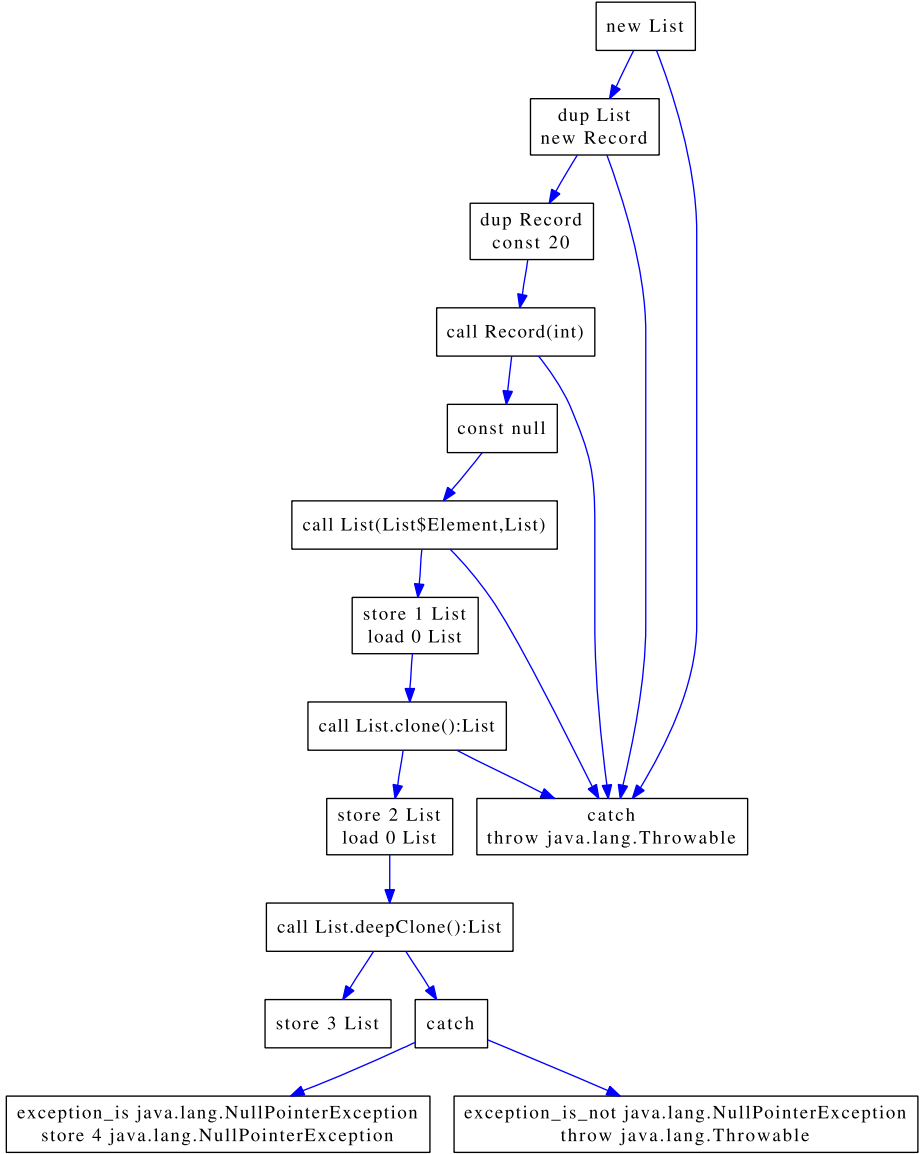 new List
dup List
new Record
dup Record
const 20
call Record(int)
const null
call List(List$Element,List)
store 1 List
load 0 List
call List.clone():List
store 2 List
load 0 List
catch
throw java.lang.Throwable
call List.deepClone():List
store 3 List
catch
exception_is java.lang.NullPointerException
store 4 java.lang.NullPointerException
exception_is_not java.lang.NullPointerException
throw java.lang.Throwable